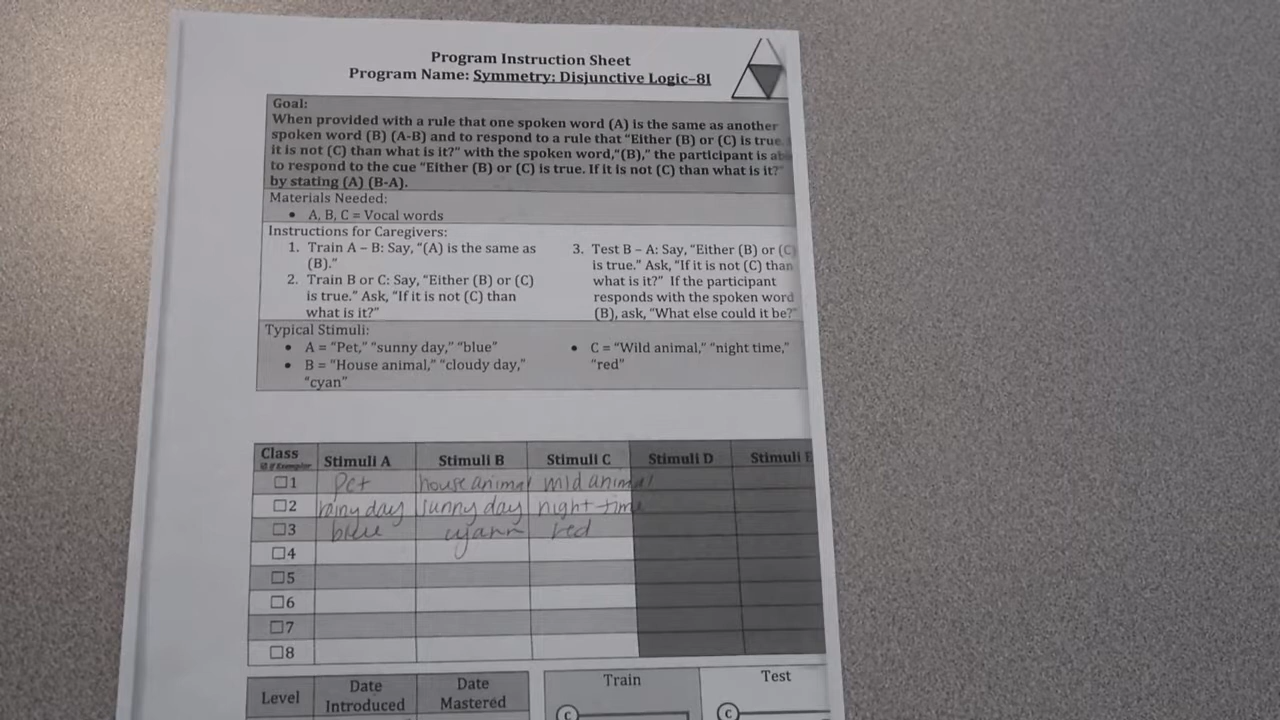 Program Instruction Sheet
Program Name: Symmetry: Disjunctive Logic–8I
Goal:
When provided with a rule that one spoken word (A) is the same as another
spoken word (B) (A-B) and to respond to a rule that “Either (B) or (C) is true.
it is not (C) than what is it?” with the spoken word,“(B),” the participant is
to respond to the cue “Either (B) or (C) is true. If it is not (C) than what is it?”
by stating (A) (B-A).
Materials Needed:
• A, B, C = Vocal words
Instructions for Caregivers:
1. Train A – B: Say, “(A) is the same as
(B).”
2. Train B or C: Say, “Either (B) or (C)
is true.” Ask, “If it is not (C) than
what is it?”
3. Test B – A: Say, “Either (B) or (C)
is true.” Ask, “If it is not (C) than
what is it?” If the participant
responds with the spoken word
(B), ask, “What else could it be?”
Typical Stimuli:
• A = “Pet,” “sunny day,” “blue”
• B = “House animal,” “cloudy day,”
“cyan”
• C = “Wild animal,” “night time,”
“red”
Class Stimuli A Stimuli B Stimuli C Stimuli D Stimuli E
☑ if Exemplar
☐1 Pet house animal wild animal
☐2 rainy day sunny day night time
☐3 blue cyann red
☐4
☐5
☐6
☐7
☐8
Level Date Introduced Date Mastered
Train Test
C C